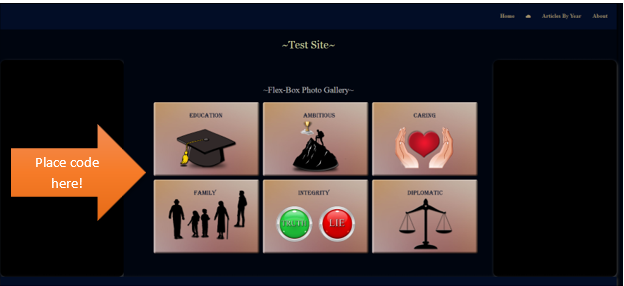 Home Articles By Year About
~Test Site~
~Flex-Box Photo Gallery~
EDUCATION AMBITIOUS CARING
Place code
here!
FAMILY INTEGRITY DIPLOMATIC
TRUTH LIE